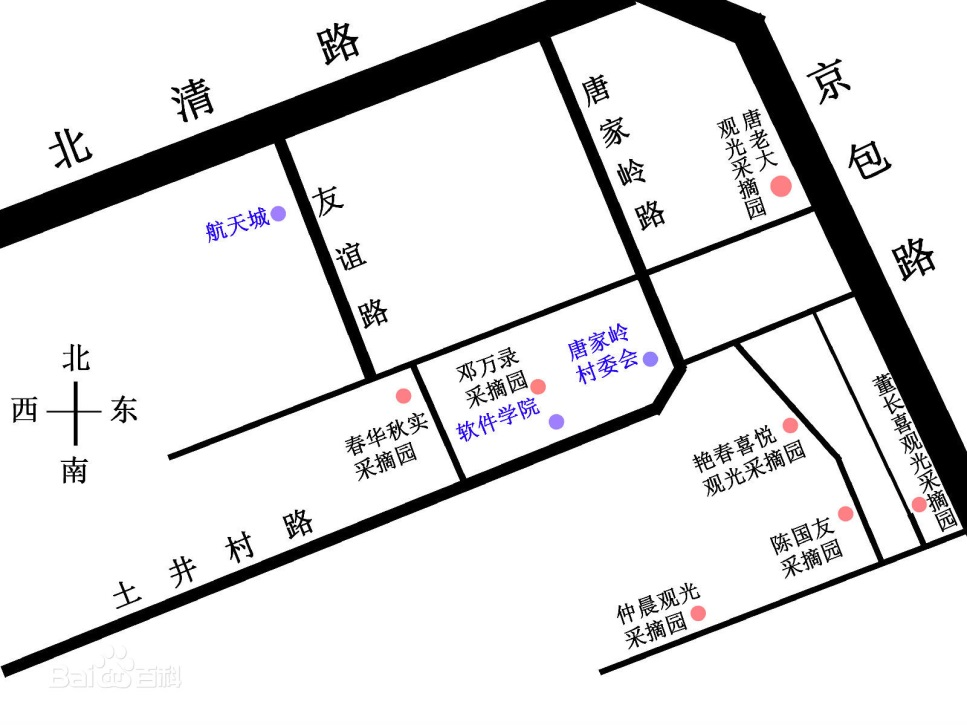 北清路
京包路
唐家岭路
友谊路
唐老大
观光采摘园
航天城
北
西
东
南
邓万录
采摘园
唐家岭
村委会
软件学院
春华秋实
采摘园
土井村路
艳春喜悦
观光采摘园
董长喜观光采摘园
陈国友
采摘园
仲晨观光
采摘园
Bai百科